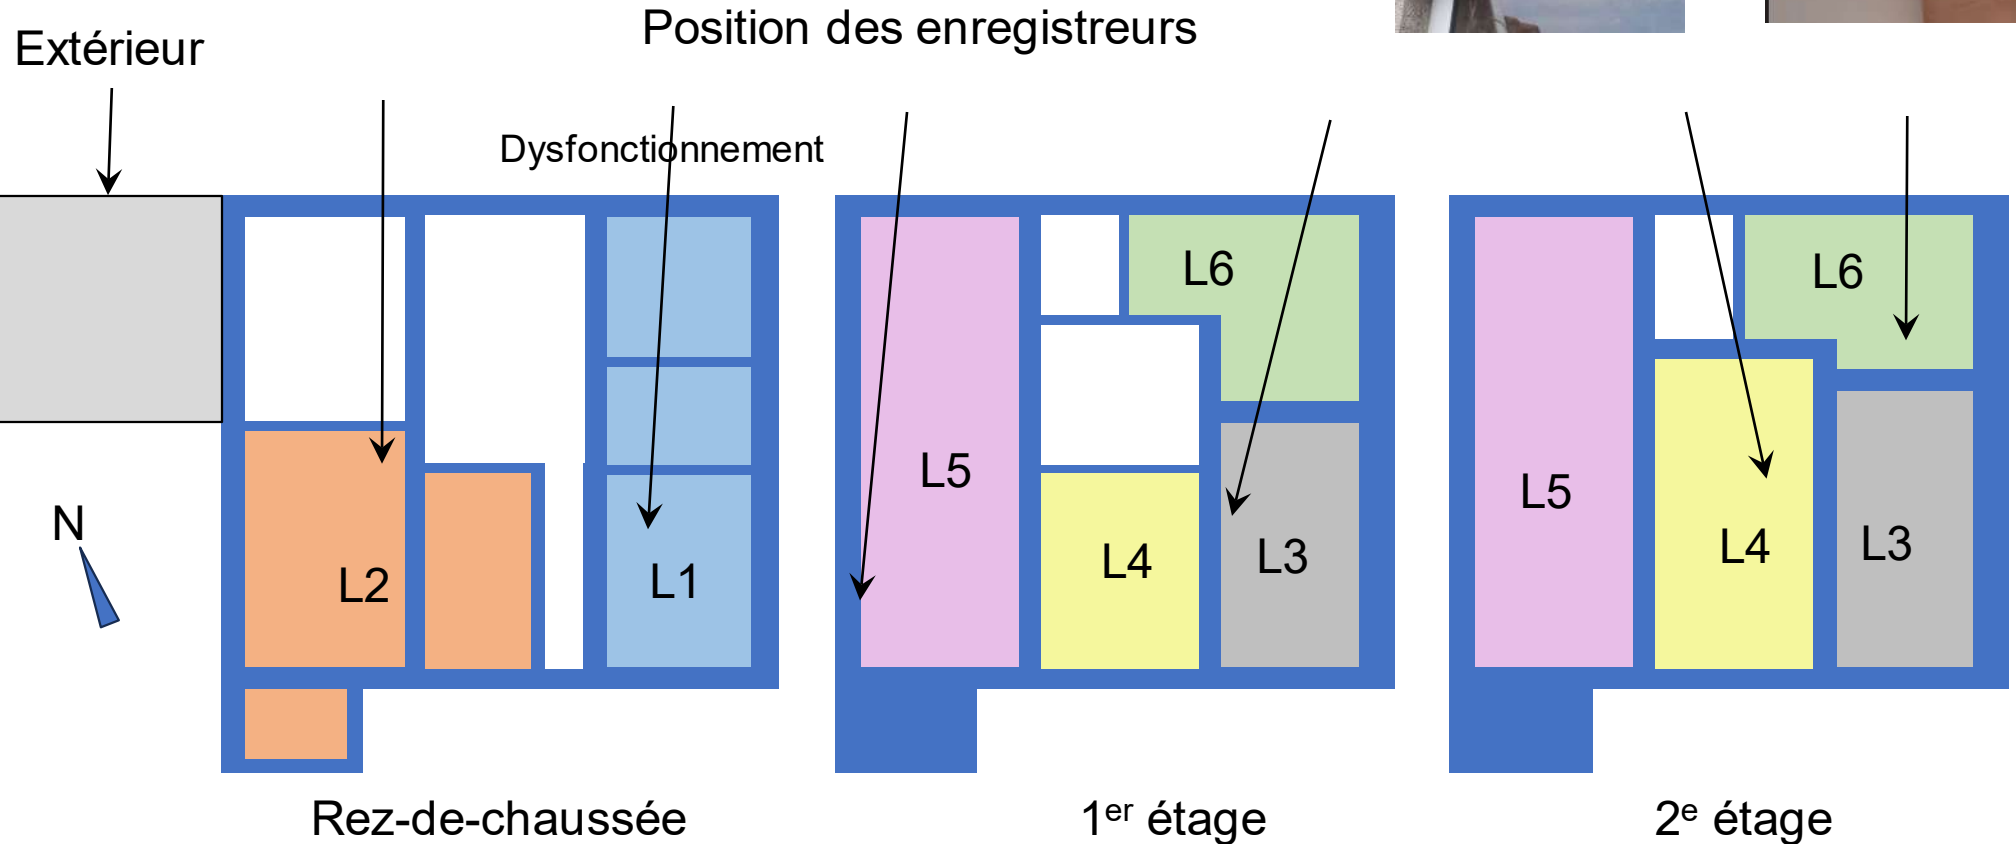 Position des enregistreurs
Extérieur
Dysfonctionnement
L6
L6
L5
L5
N
L2
L1
L4
L3
L4
L3
Rez-de-chaussée
1er étage
2e étage